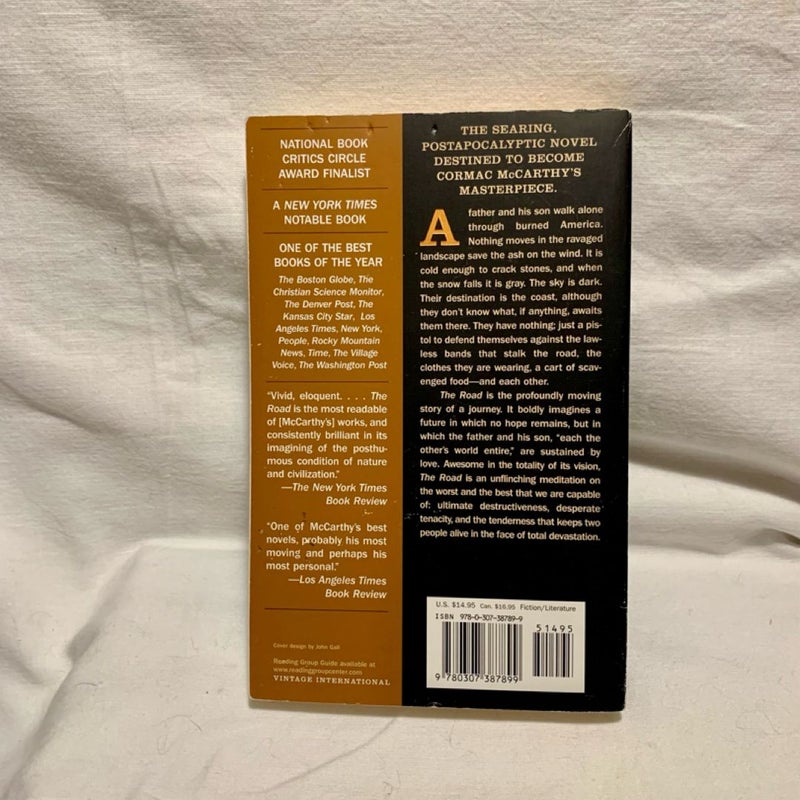 NATIONAL BOOK
CRITICS CIRCLE
AWARD FINALIST
A NEW YORK TIMES
NOTABLE BOOK
ONE OF THE BEST
BOOKS OF THE YEAR
The Boston Globe, The
Christian Science Monitor,
The Denver Post, The
Kansas City Star, Los
Angeles Times, New York,
People, Rocky Mountain
News, Time, The Village
Voice, The Washington Post
“Vivid, eloquent. . . . The
Road is the most readable
of [McCarthy's] works, and
consistently brilliant in its
imagining of the posthu-
mous condition of nature
and civilization.”
—The New York Times
Book Review
“One of McCarthy's best
novels, probably his most
moving and perhaps his
most personal.”
—Los Angeles Times
Book Review
Cover design by John Gall
Reading Group Guide available at
www.readinggroupcenter.com
VINTAGE INTERNATIONAL
THE SEARING,
POSTAPOCALYPTIC NOVEL
DESTINED TO BECOME
CORMAC McCARTHY'S
MASTERPIECE.
A father and his son walk alone
through burned America.
Nothing moves in the ravaged
landscape save the ash on the wind. It is
cold enough to crack stones, and when
the snow falls it is gray. The sky is dark.
Their destination is the coast, although
they don't know what, if anything, awaits
them there. They have nothing; just a pis-
tol to defend themselves against the law-
less bands that stalk the road, the
clothes they are wearing, a cart of scav-
enged food—and each other.
The Road is the profoundly moving
story of a journey. It boldly imagines a
future in which no hope remains, but in
which the father and his son, “each the
other's world entire,” are sustained by
love. Awesome in the totality of its vision,
The Road is an unflinching meditation on
the worst and the best that we are capable
of: ultimate destructiveness, desperate
tenacity, and the tenderness that keeps two
people alive in the face of total devastation.
U.S. $14.95 Can. $16.95 Fiction/Literature
ISBN 978-0-307-38789-9
51495
9 780307 387899